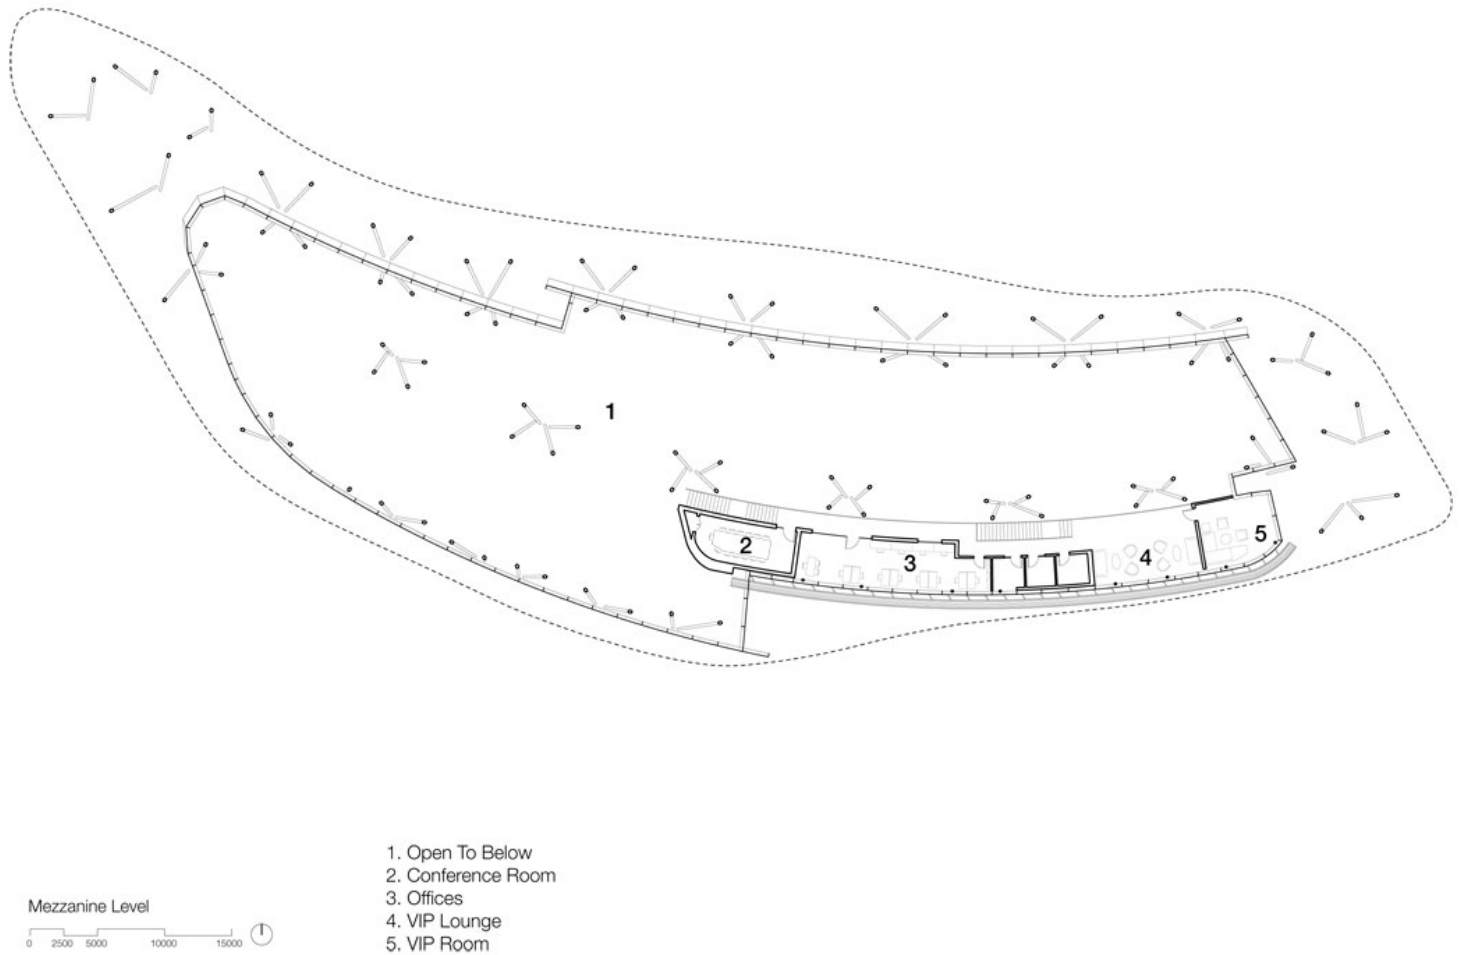 1
2
3
4
5
1. Open To Below
2. Conference Room
3. Offices
4. VIP Lounge
5. VIP Room
Mezzanine Level
0 2500 5000 10000 15000